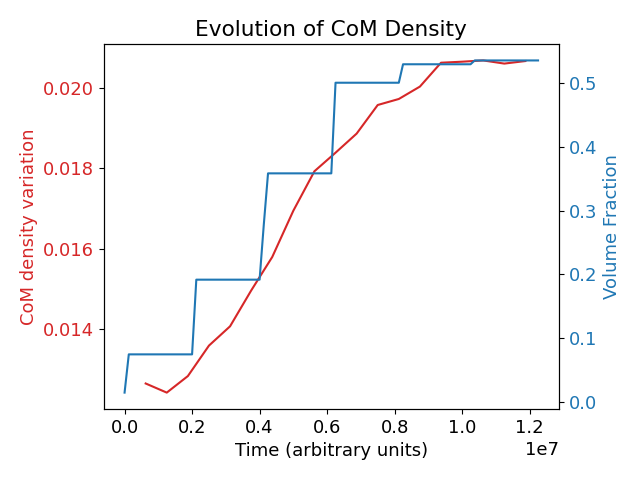 Evolution of CoM Density
CoM density variation
0.020
0.018
0.016
0.014
0.5
0.4
0.3
0.2
0.1
0.0
Volume Fraction
0.0 0.2 0.4 0.6 0.8 1.0 1.2
1e7
Time (arbitrary units)